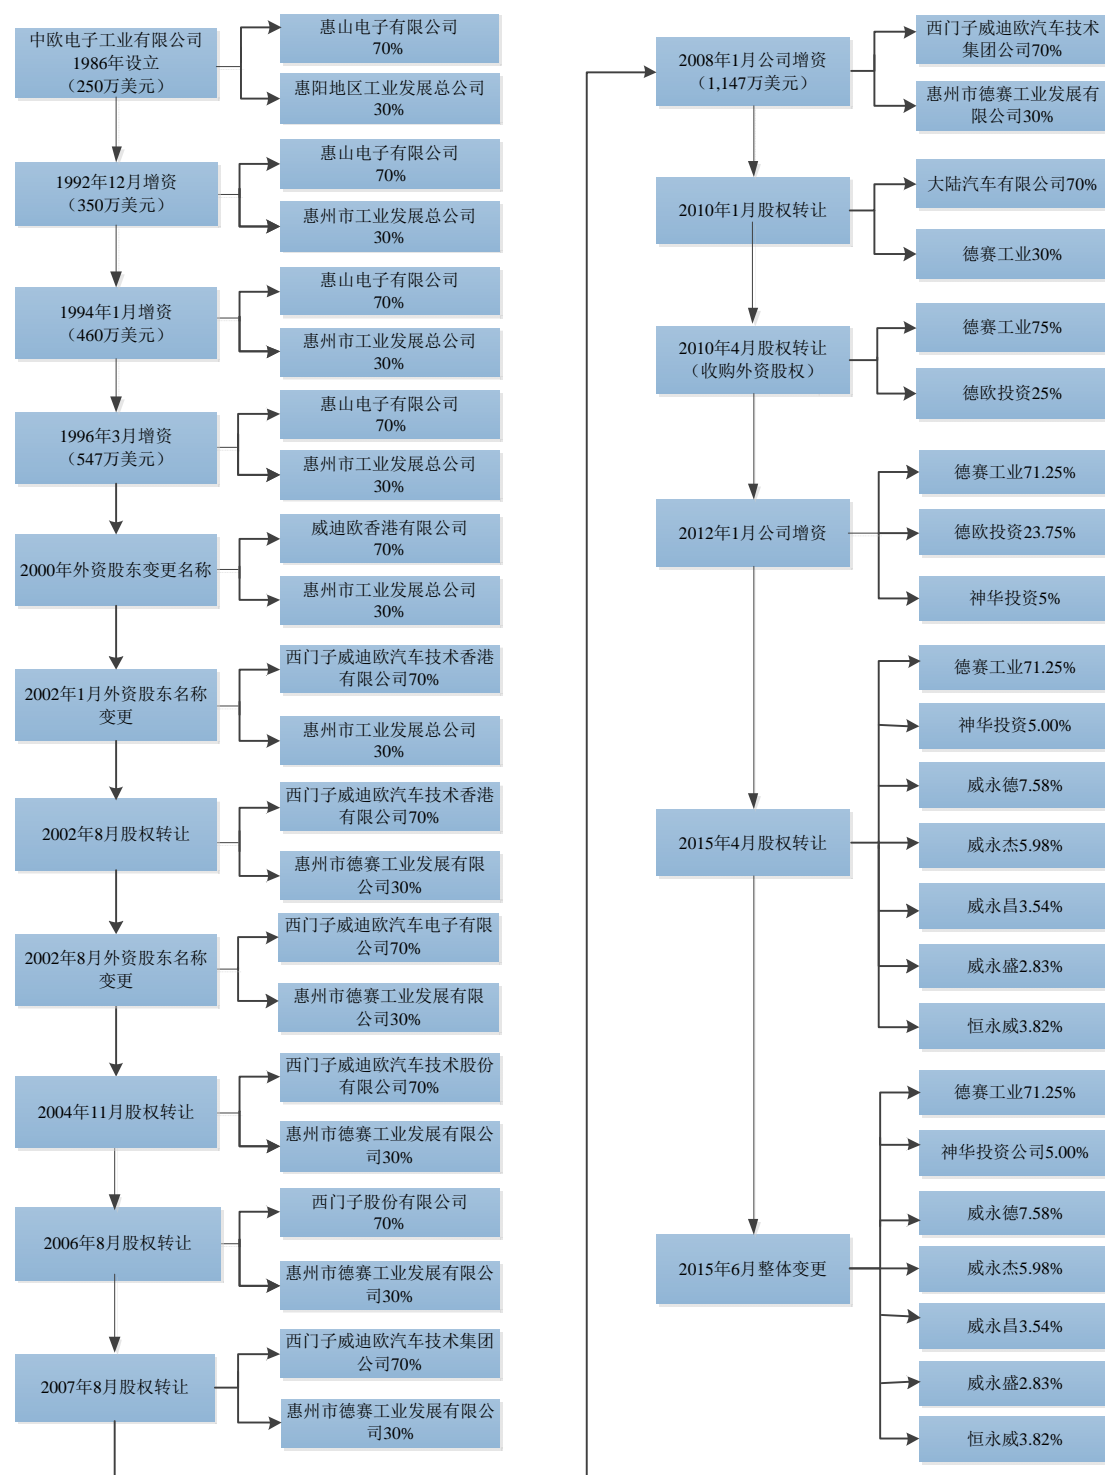 中欧电子工业有限公司
1986年设立
（250万美元）
惠山电子有限公司
70%
惠阳地区工业发展总公司
30%
1992年12月增资
（350万美元）
惠山电子有限公司
70%
惠州市工业发展总公司
30%
1994年1月增资
（460万美元）
惠山电子有限公司
70%
惠州市工业发展总公司
30%
1996年3月增资
（547万美元）
惠山电子有限公司
70%
惠州市工业发展总公司
30%
2000年外资股东变更名称
威迪欧香港有限公司
70%
惠州市工业发展总公司
30%
2002年1月外资股东名称
变更
西门子威迪欧汽车技术香港
有限公司70%
惠州市工业发展总公司
30%
2002年8月股权转让
西门子威迪欧汽车技术香港
有限公司70%
惠州市德赛工业发展有限
公司30%
2002年8月外资股东名称
变更
西门子威迪欧汽车电子有限
公司70%
惠州市德赛工业发展有限
公司30%
2004年11月股权转让
西门子威迪欧汽车技术股份
有限公司70%
惠州市德赛工业发展有限公
司30%
2006年8月股权转让
西门子股份有限公司
70%
惠州市德赛工业发展有限公
司30%
2007年8月股权转让
西门子威迪欧汽车技术集团
公司70%
惠州市德赛工业发展有限公
司30%
2008年1月公司增资
（1,147万美元）
西门子威迪欧汽车技术
集团公司70%
惠州市德赛工业发展有
限公司30%
2010年1月股权转让
大陆汽车有限公司70%
德赛工业30%
2010年4月股权转让
（收购外资股权）
德赛工业75%
德欧投资25%
2012年1月公司增资
德赛工业71.25%
德欧投资23.75%
神华投资5%
2015年4月股权转让
德赛工业71.25%
神华投资5.00%
威永德7.58%
威永杰5.98%
威永昌3.54%
威永盛2.83%
恒永威3.82%
2015年6月整体变更
德赛工业71.25%
神华投资公司5.00%
威永德7.58%
威永杰5.98%
威永昌3.54%
威永盛2.83%
恒永威3.82%